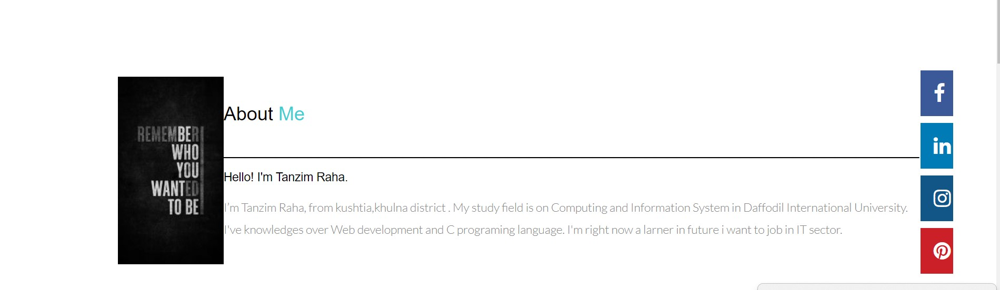 REMEMBER
WHO
YOU
WANTED
TO BE
About Me
Hello! I'm Tanzim Raha.
I’m Tanzim Raha, from kushtia,khulna district . My study field is on Computing and Information System in Daffodil International University.
I've knowledges over Web development and C programing language. I'm right now a larner in future i want to job in IT sector.
f
in